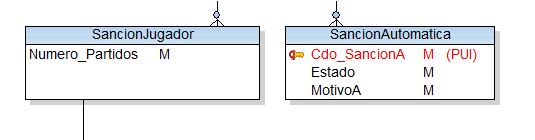 SancionJugador
Numero_Partidos M
SancionAutomatica
Cdo_SancionA M (PUI)
Estado M
MotivoA M